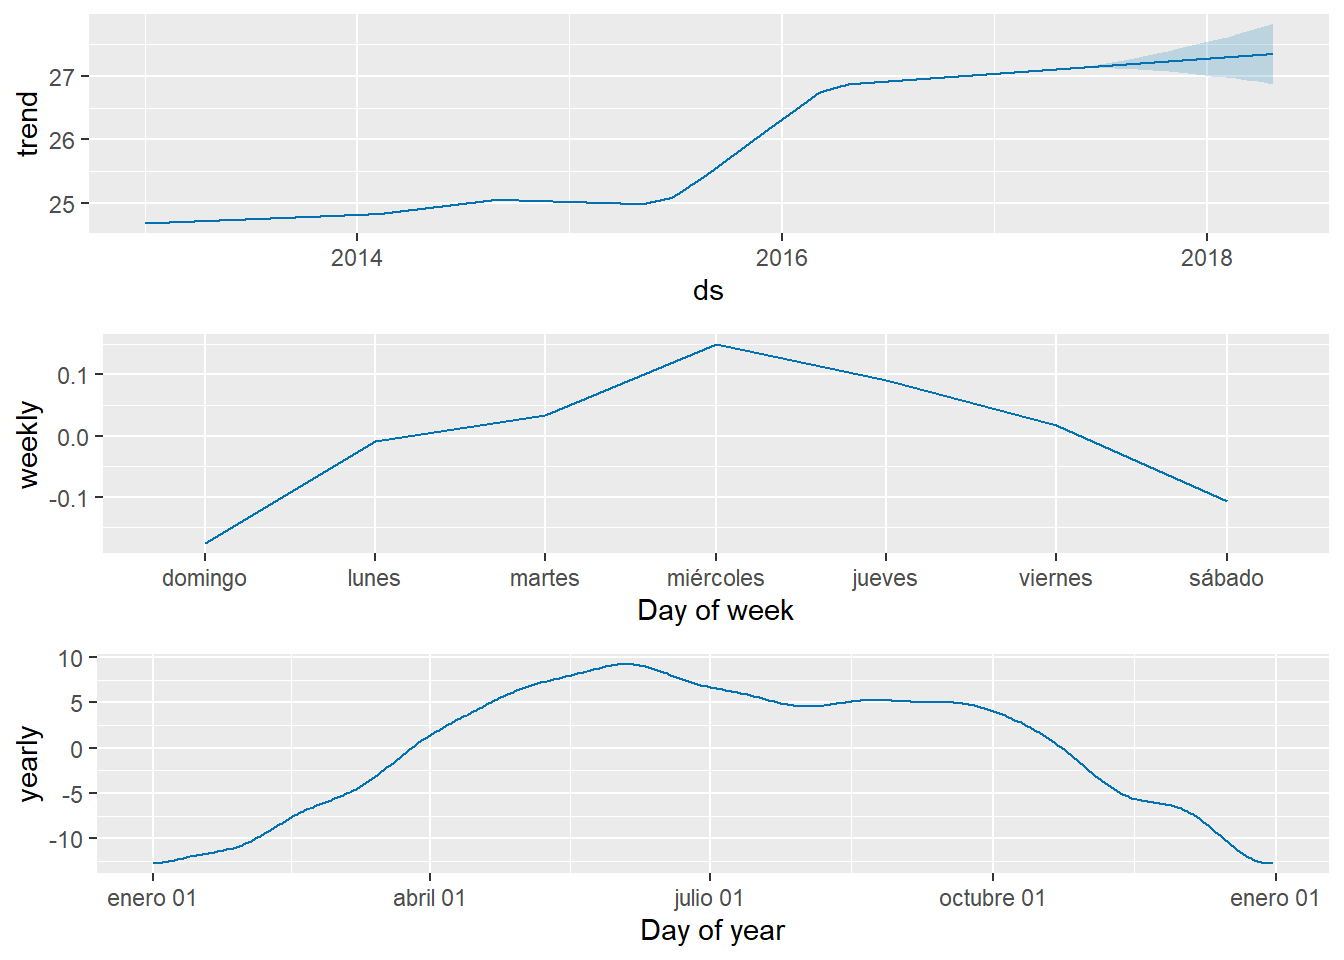 trend
27
26
25
2014 2016 2018
ds
weekly
0.1
0.0
-0.1
domingo lunes martes miércoles jueves viernes sábado
Day of week
yearly
10
5
0
-5
-10
enero 01 abril 01 julio 01 octubre 01 enero 01
Day of year